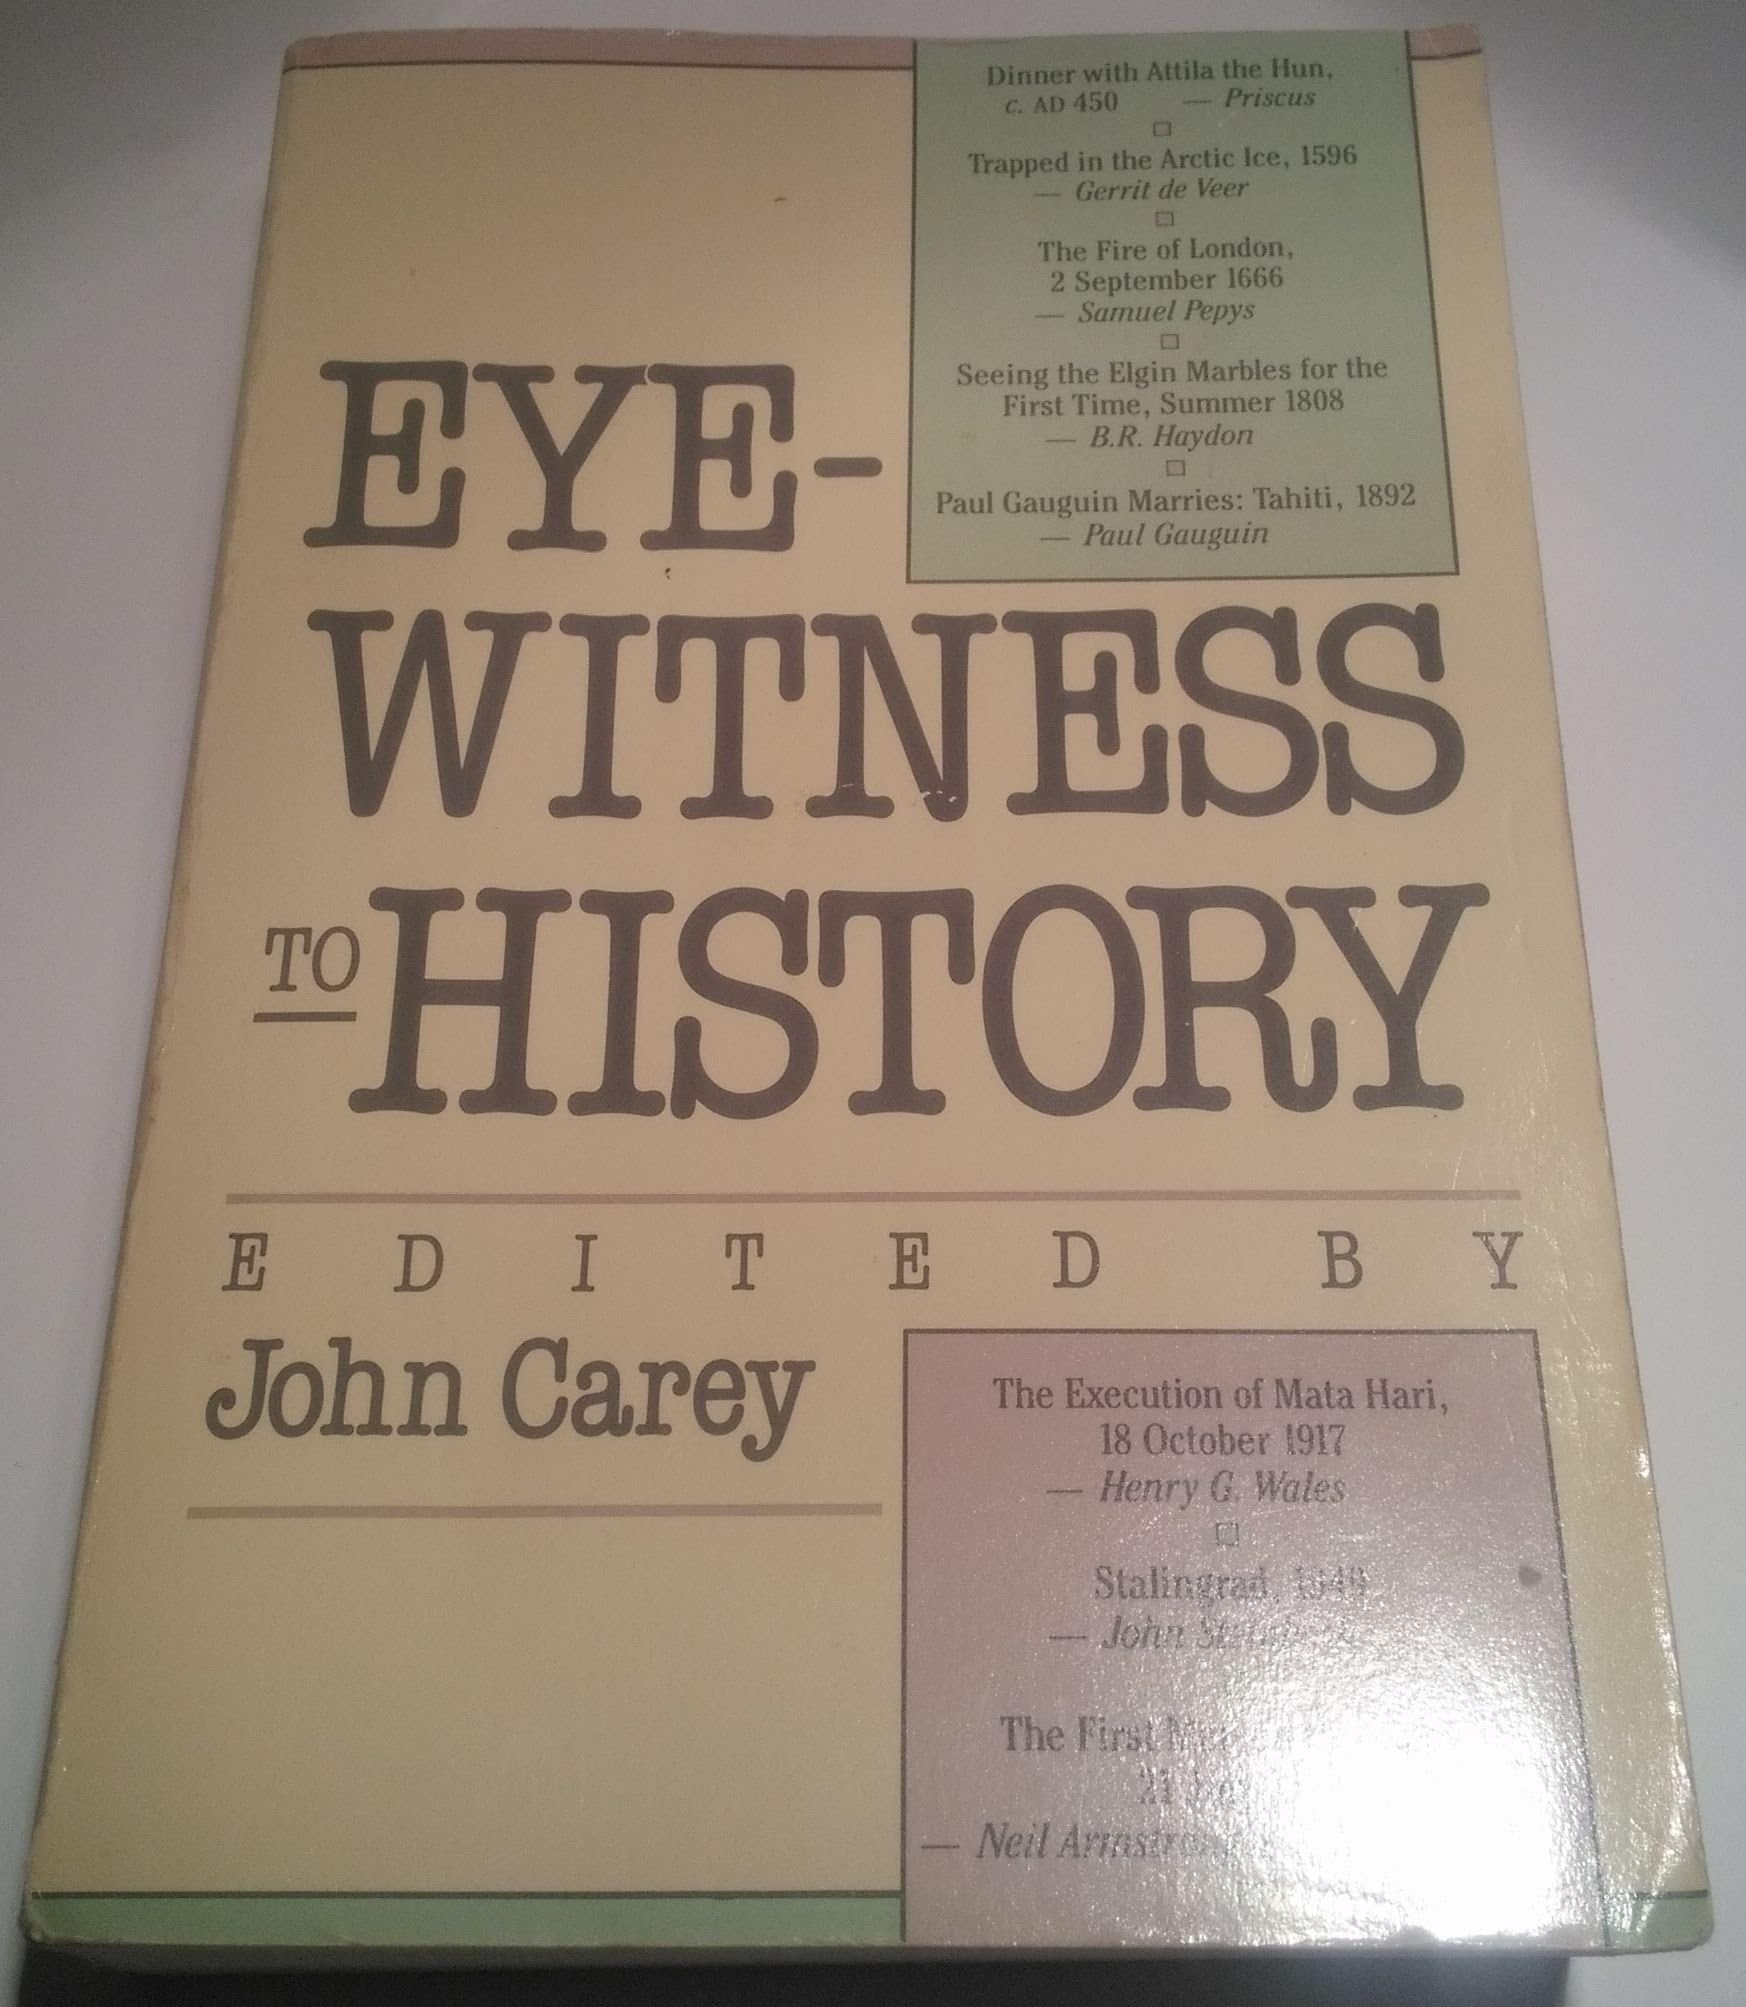 Dinner with Attila the Hun,
c. AD 450 — Priscus
Trapped in the Arctic Ice, 1596
— Gerrit de Veer
The Fire of London,
2 September 1666
— Samuel Pepys
Seeing the Elgin Marbles for the
First Time, Summer 1808
— B.R. Haydon
Paul Gauguin Marries: Tahiti, 1892
— Paul Gauguin
EYE-
WITNESS
TO HISTORY
EDITED BY
John Carey
The Execution of Mata Hari,
18 October 1917
— Henry G. Wales
Stalingrad,
— John
The First
21
— Neil Armstrong